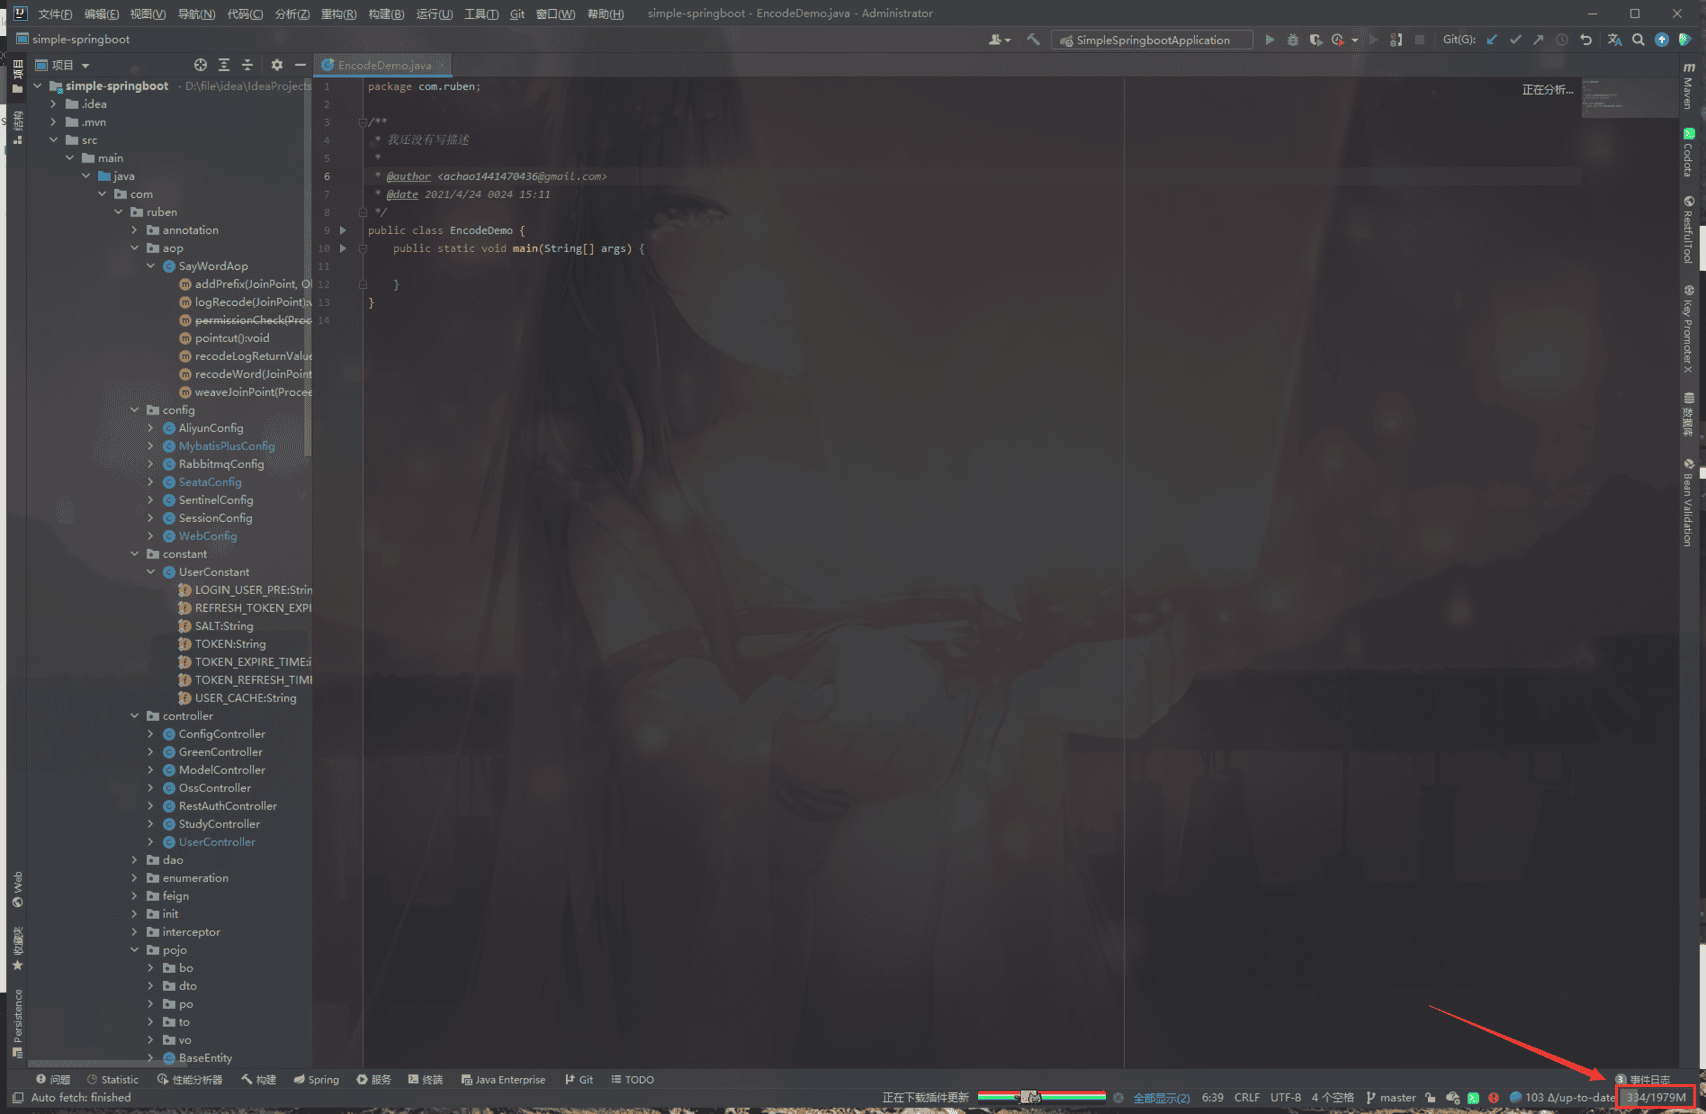 文件(F) 编辑(E) 视图(V) 导航(N) 代码(C) 分析(Z) 重构(R) 构建(B) 运行(U) 工具(T) Git 窗口(W) 帮助(H) simple-springboot - EncodeDemo.java - Administrator
simple-springboot
SimpleSpringbootApplication
Git(G):
项目
EncodeDemo.java
simple-springboot - D:\file\idea\IdeaProjects
.idea
.mvn
src
main
java
com
ruben
annotation
aop
SayWordAop
addPrefix(JoinPoint, O
logRecode(JoinPoint):v
permissionCheck(Proc
pointcut():void
recodeLogReturnValue
recodeWord(JoinPoint
weaveJoinPoint(Procee
config
AliyunConfig
MybatisPlusConfig
RabbitmqConfig
SeataConfig
SentinelConfig
SessionConfig
WebConfig
constant
UserConstant
LOGIN_USER_PRE:Strin
REFRESH_TOKEN_EXPI
SALT:String
TOKEN:String
TOKEN_EXPIRE_TIME:i
TOKEN_REFRESH_TIME
USER_CACHE:String
controller
ConfigController
GreenController
ModelController
OssController
RestAuthController
StudyController
UserController
dao
enumeration
feign
init
interceptor
pojo
bo
dto
po
to
vo
BaseEntity
1 package com.ruben;
2
3 /**
4 * 我还没有写描述
5 *
6 * @author <achao1441470436@gmail.com>
7 * @date 2021/4/24 0024 15:11
8 */
9 public class EncodeDemo {
10 public static void main(String[] args) {
11
12 }
13 }
14
正在分析...
项目
结构
Web
收藏夹
Persistence
Maven
Codota
RestfulTool
Key Promoter X
数据库
Bean Validation
问题 Statistic 性能分析器 构建 Spring 服务 终端 Java Enterprise Git TODO
3 事件日志
Auto fetch: finished
正在下载插件更新 全部显示(2) 6:39 CRLF UTF-8 4 个空格 master 103 Δ/up-to-date 334/1979M